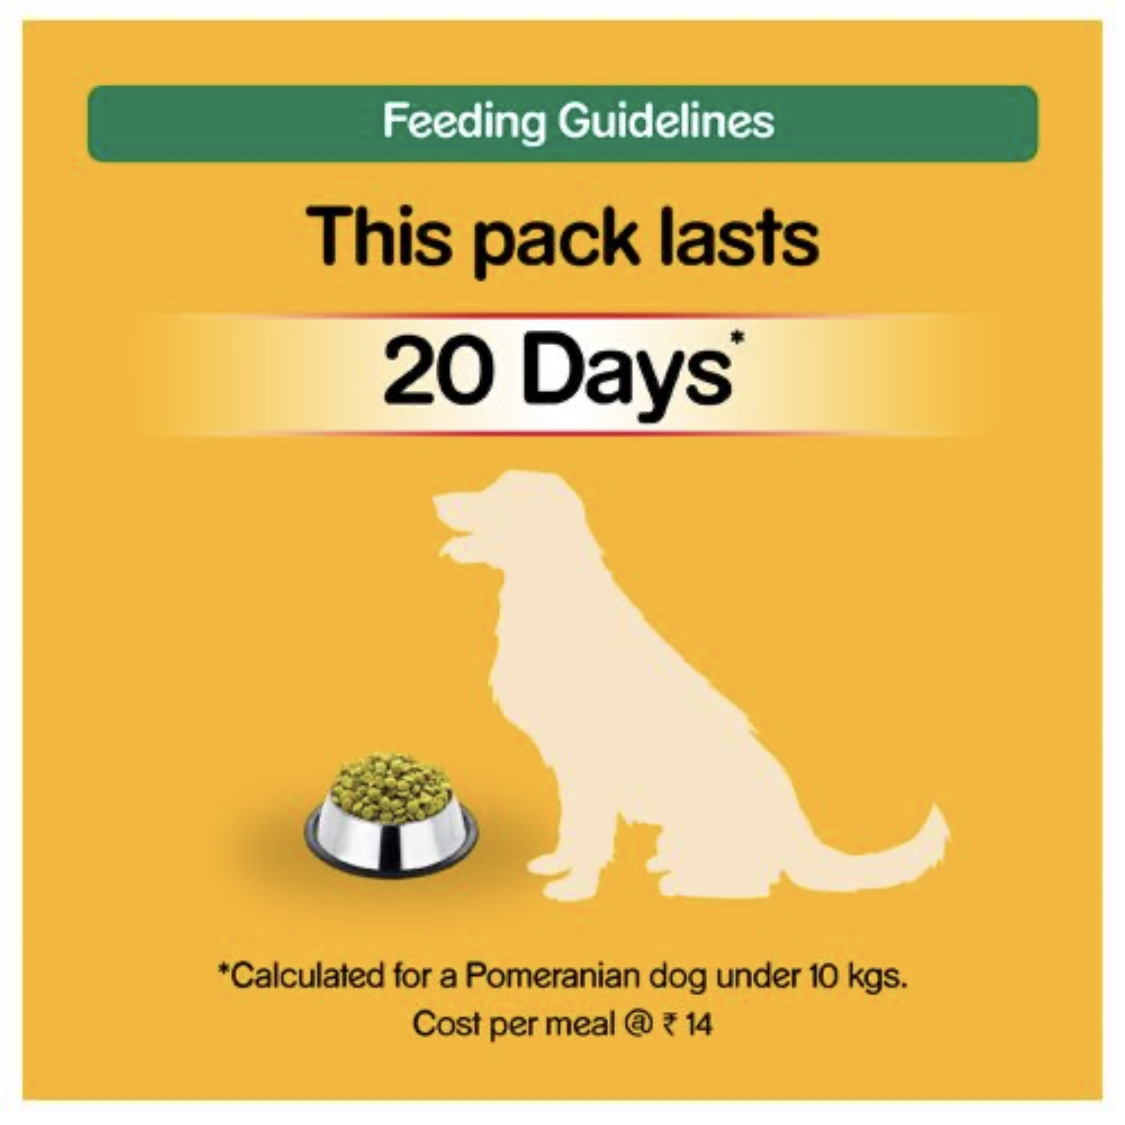 Feeding Guidelines
This pack lasts
20 Days*
*Calculated for a Pomeranian dog under 10 kgs.
Cost per meal @ ₹ 14